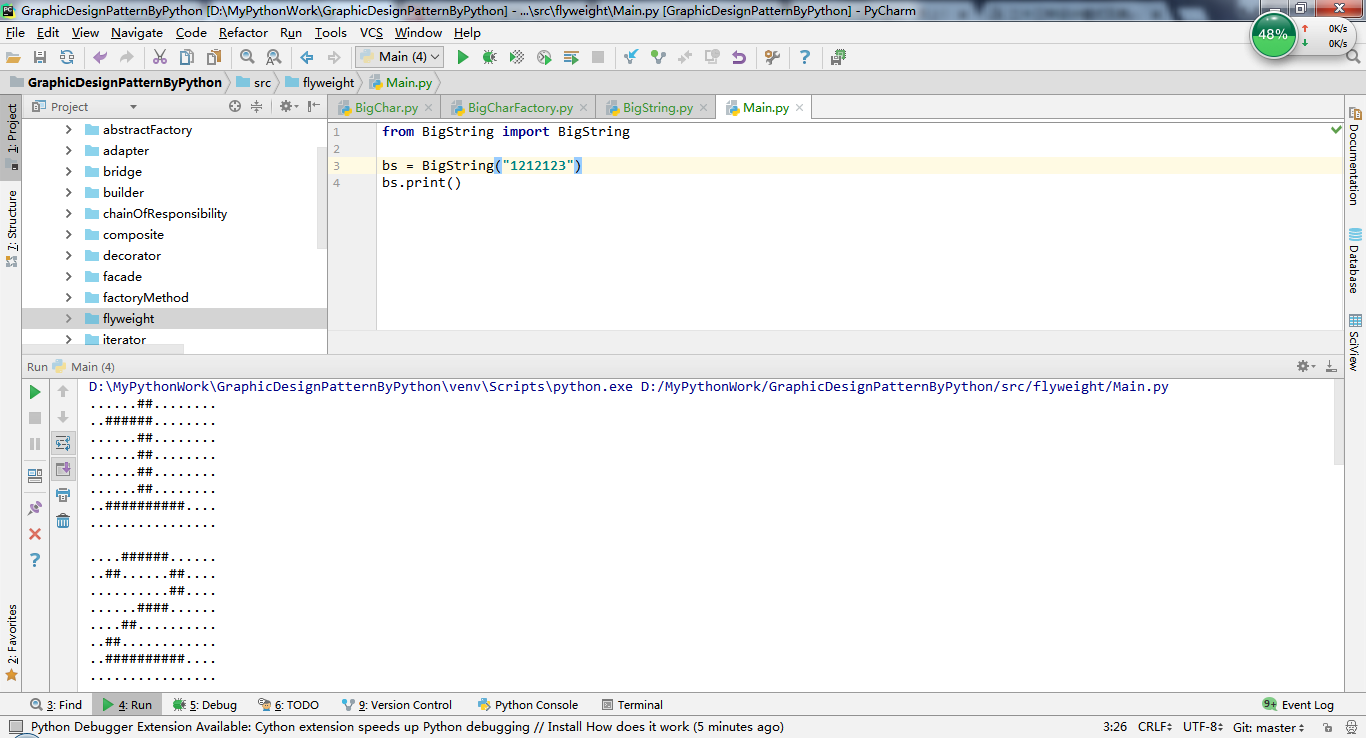 GraphicDesignPatternByPython [D:\MyPythonWork\GraphicDesignPatternByPython] - ...\src\flyweight\Main.py [GraphicDesignPatternByPython] - PyCharm
File Edit View Navigate Code Refactor Run Tools VCS Window Help
48%
0K/s
0K/s
Main (4)
GraphicDesignPatternByPython src flyweight Main.py
1: Project
7: Structure
2: Favorites
Project
abstractFactory
adapter
bridge
builder
chainOfResponsibility
composite
decorator
facade
factoryMethod
flyweight
iterator
BigChar.py BigCharFactory.py BigString.py Main.py
1 from BigString import BigString
2
3 bs = BigString("1212123")
4 bs.print()
Documentation
Database
SciView
Run Main (4)
D:\MyPythonWork\GraphicDesignPatternByPython\venv\Scripts\python.exe D:/MyPythonWork/GraphicDesignPatternByPython/src/flyweight/Main.py
......##........
..######........
......##........
......##........
......##........
......##........
..##########....
................
....######......
..##......##....
..........##....
......####......
....##..........
..##............
..##########....
................
3: Find 4: Run 5: Debug 6: TODO 9: Version Control Python Console Terminal 9+ Event Log
Python Debugger Extension Available: Cython extension speeds up Python debugging // Install How does it work (5 minutes ago) 3:26 CRLF UTF-8 Git: master